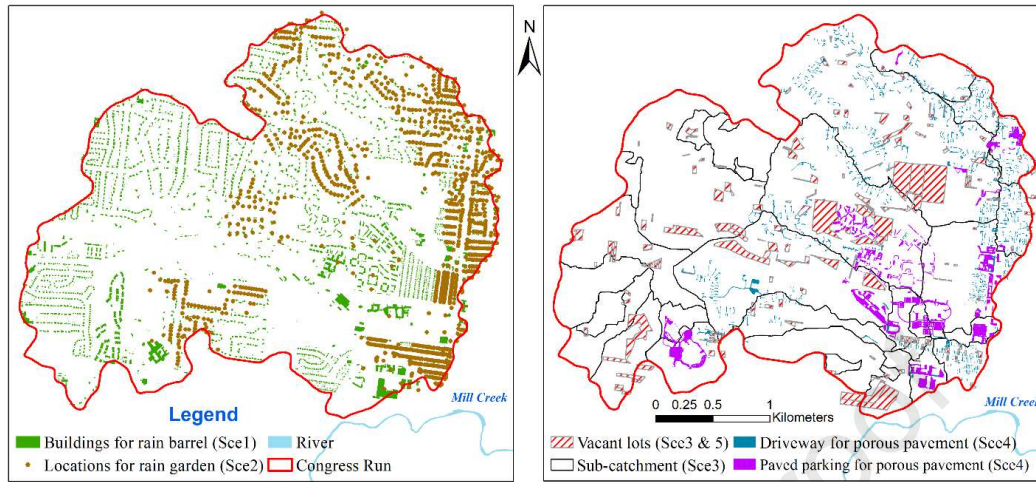 N
Mill Creek
Legend
Buildings for rain barrel (Sce1)
River
Locations for rain garden (Sce2)
Congress Run
0 0.25 0.5 1
Kilometers
Mill Creek
Vacant lots (Sce3 & 5)
Driveway for porous pavement (Sce4)
Sub-catchment (Sce3)
Paved parking for porous pavement (Sce4)